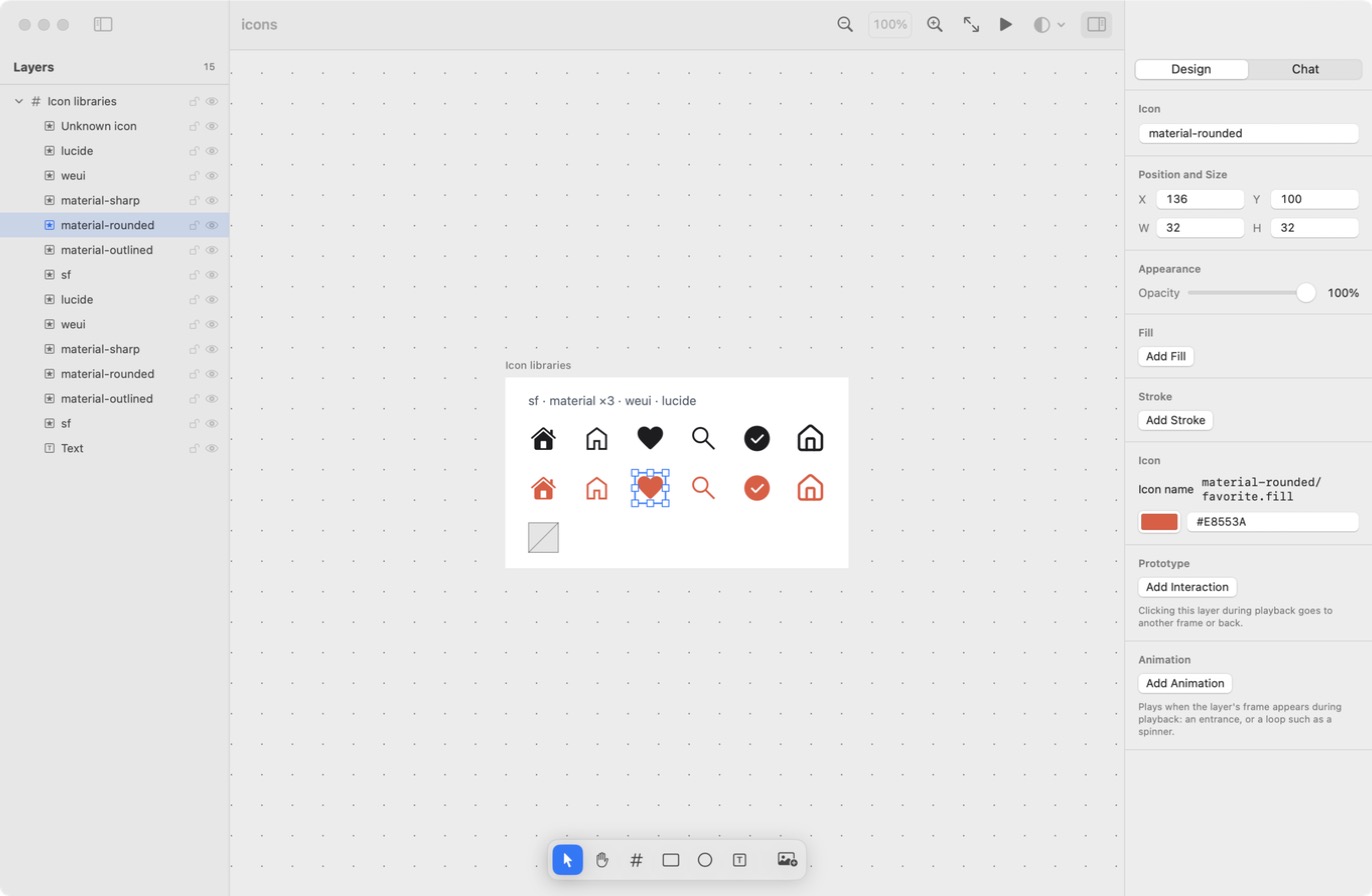 icons
100%
Layers
15
Icon libraries
Unknown icon
lucide
weui
material-sharp
material-rounded
material-outlined
sf
lucide
weui
material-sharp
material-rounded
material-outlined
sf
Text
Icon libraries
sf · material ×3 · weui · lucide
Design
Chat
Icon
material-rounded
Position and Size
X 136 Y 100
W 32 H 32
Appearance
Opacity 100%
Fill
Add Fill
Stroke
Add Stroke
Icon
Icon name material-rounded/
favorite.fill
#E8553A
Prototype
Add Interaction
Clicking this layer during playback goes to
another frame or back.
Animation
Add Animation
Plays when the layer's frame appears during
playback: an entrance, or a loop such as a
spinner.